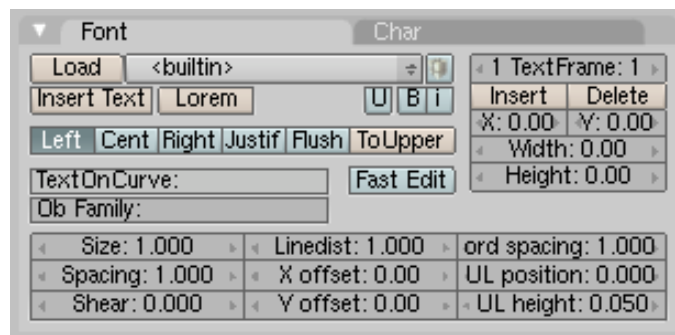 Font Char
Load <builtin> 1 TextFrame: 1
Insert Text Lorem U B i Insert Delete
X: 0.00 Y: 0.00
Left Cent Right Justif Flush ToUpper Width: 0.00
TextOnCurve: Fast Edit Height: 0.00
Ob Family:
Size: 1.000 Linedist: 1.000 ord spacing: 1.000
Spacing: 1.000 X offset: 0.00 UL position: 0.000
Shear: 0.000 Y offset: 0.00 UL height: 0.050